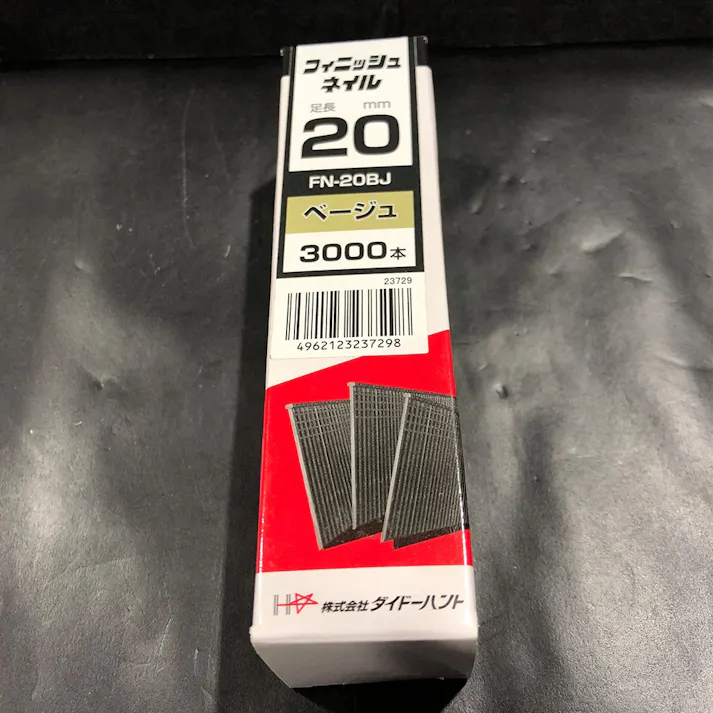 フィニッシュ
ネイル
足長 mm
20
FN-20BJ
ベージュ
3000本
23729
4962123237298
株式会社 ダイドーハント